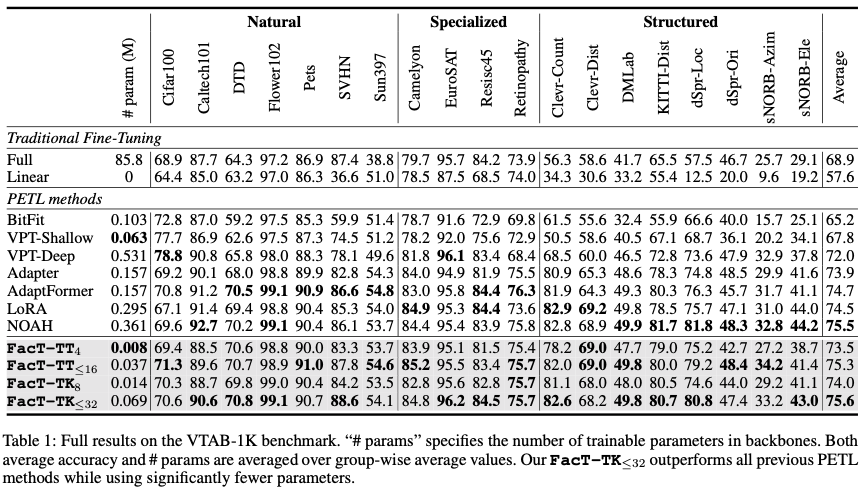 Natural Specialized Structured
# param (M) Cifar100 Caltech101 DTD Flower102 Pets SVHN Sun397 Camelyon EuroSAT Resisc45 Retinopathy Clevr-Count Clevr-Dist DMLab KITTI-Dist dSpr-Loc dSpr-Ori sNORB-Azim sNORB-Ele Average
Traditional Fine-Tuning
Full 85.8 68.9 87.7 64.3 97.2 86.9 87.4 38.8 79.7 95.7 84.2 73.9 56.3 58.6 41.7 65.5 57.5 46.7 25.7 29.1 68.9
Linear 0 64.4 85.0 63.2 97.0 86.3 36.6 51.0 78.5 87.5 68.5 74.0 34.3 30.6 33.2 55.4 12.5 20.0 9.6 19.2 57.6
PETL methods
BitFit 0.103 72.8 87.0 59.2 97.5 85.3 59.9 51.4 78.7 91.6 72.9 69.8 61.5 55.6 32.4 55.9 66.6 40.0 15.7 25.1 65.2
VPT-Shallow 0.063 77.7 86.9 62.6 97.5 87.3 74.5 51.2 78.2 92.0 75.6 72.9 50.5 58.6 40.5 67.1 68.7 36.1 20.2 34.1 67.8
VPT-Deep 0.531 78.8 90.8 65.8 98.0 88.3 78.1 49.6 81.8 96.1 83.4 68.4 68.5 60.0 46.5 72.8 73.6 47.9 32.9 37.8 72.0
Adapter 0.157 69.2 90.1 68.0 98.8 89.9 82.8 54.3 84.0 94.9 81.9 75.5 80.9 65.3 48.6 78.3 74.8 48.5 29.9 41.6 73.9
AdaptFormer 0.157 70.8 91.2 70.5 99.1 90.9 86.6 54.8 83.0 95.8 84.4 76.3 81.9 64.3 49.3 80.3 76.3 45.7 31.7 41.1 74.7
LoRA 0.295 67.1 91.4 69.4 98.8 90.4 85.3 54.0 84.9 95.3 84.4 73.6 82.9 69.2 49.8 78.5 75.7 47.1 31.0 44.0 74.5
NOAH 0.361 69.6 92.7 70.2 99.1 90.4 86.1 53.7 84.4 95.4 83.9 75.8 82.8 68.9 49.9 81.7 81.8 48.3 32.8 44.2 75.5
FacT-TT4 0.008 69.4 88.5 70.6 98.8 90.0 83.3 53.7 83.9 95.1 81.5 75.4 78.2 69.0 47.7 79.0 75.2 42.7 27.2 38.7 73.5
FacT-TT≤16 0.037 71.3 89.6 70.7 98.9 91.0 87.8 54.6 85.2 95.5 83.4 75.7 82.0 69.0 49.8 80.0 79.2 48.4 34.2 41.4 75.3
FacT-TK8 0.014 70.3 88.7 69.8 99.0 90.4 84.2 53.5 82.8 95.6 82.8 75.7 81.1 68.0 48.0 80.5 74.6 44.0 29.2 41.1 74.0
FacT-TK≤32 0.069 70.6 90.6 70.8 99.1 90.7 88.6 54.1 84.8 96.2 84.5 75.7 82.6 68.2 49.8 80.7 80.8 47.4 33.2 43.0 75.6
Table 1: Full results on the VTAB-1K benchmark. “# params” specifies the number of trainable parameters in backbones. Both
average accuracy and # params are averaged over group-wise average values. Our FacT-TK≤32 outperforms all previous PETL
methods while using significantly fewer parameters.